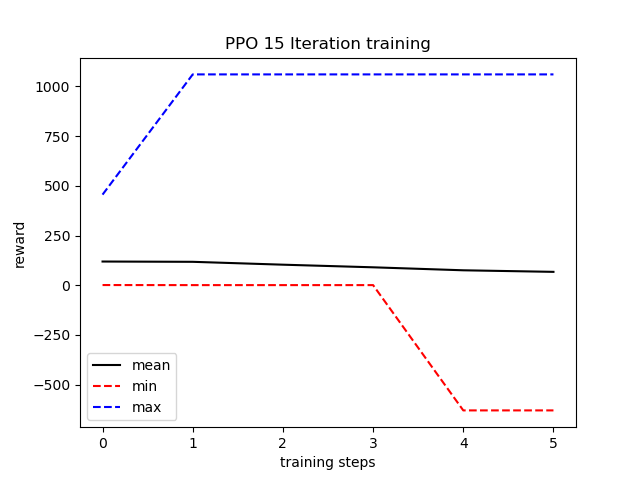 PPO 15 Iteration training
1000
750
500
250
0
−250
−500
reward
mean
min
max
0 1 2 3 4 5
training steps